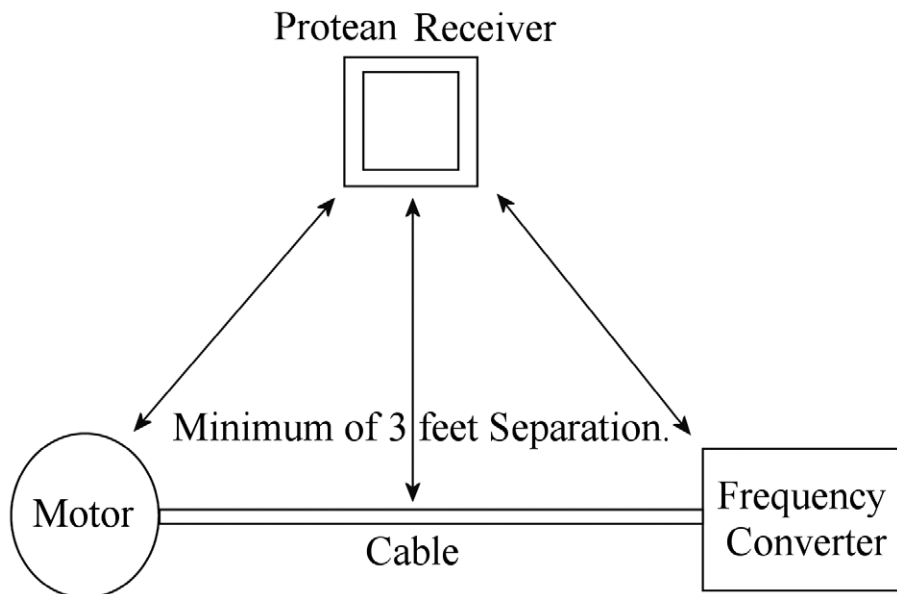 Protean Receiver
Minimum of 3 feet Separation.
Motor
Cable
Frequency
Converter